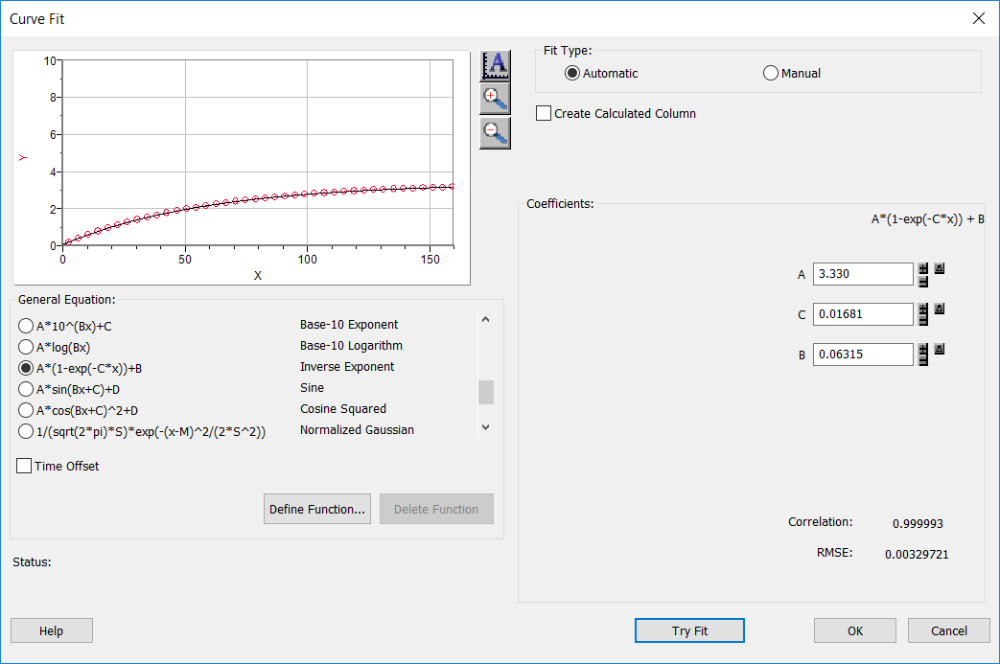 Curve Fit
10
8
6
4
2
0
Y
0 50 100 150
X
A
Fit Type:
Automatic Manual
Create Calculated Column
Coefficients:
A*(1-exp(-C*x)) + B
A 3.330
C 0.01681
B 0.06315
General Equation:
A*10^(Bx)+C Base-10 Exponent
A*log(Bx) Base-10 Logarithm
A*(1-exp(-C*x))+B Inverse Exponent
A*sin(Bx+C)+D Sine
A*cos(Bx+C)^2+D Cosine Squared
1/(sqrt(2*pi)*S)*exp(-(x-M)^2/(2*S^2)) Normalized Gaussian
Time Offset
Define Function... Delete Function
Correlation: 0.999993
RMSE: 0.00329721
Status:
Help Try Fit OK Cancel